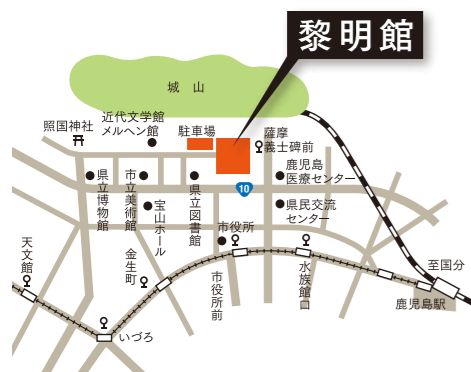 黎明館
城山
近代文学館
メルヘン館
照国神社
駐車場
薩摩
義士碑前
鹿児島
医療センター
県立博物館
市立美術館
県立図書館
10
宝山ホール
県民交流
センター
市役所
天文館
金生町
市役所前
水族館口
至国分
鹿児島駅
いづろ